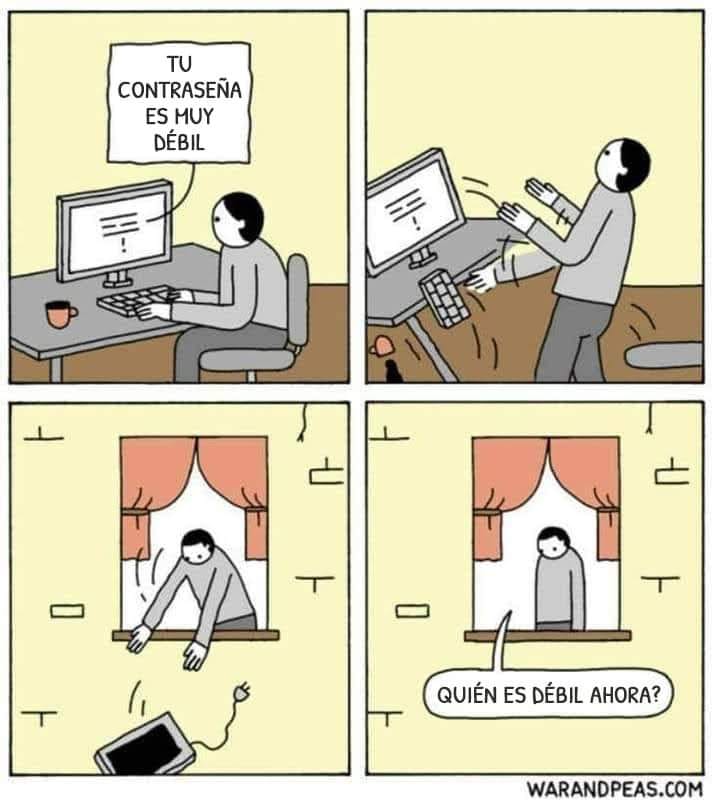 TU
CONTRASEÑA
ES MUY
DÉBIL
QUIÉN ES DÉBIL AHORA?
WARANDPEAS.COM